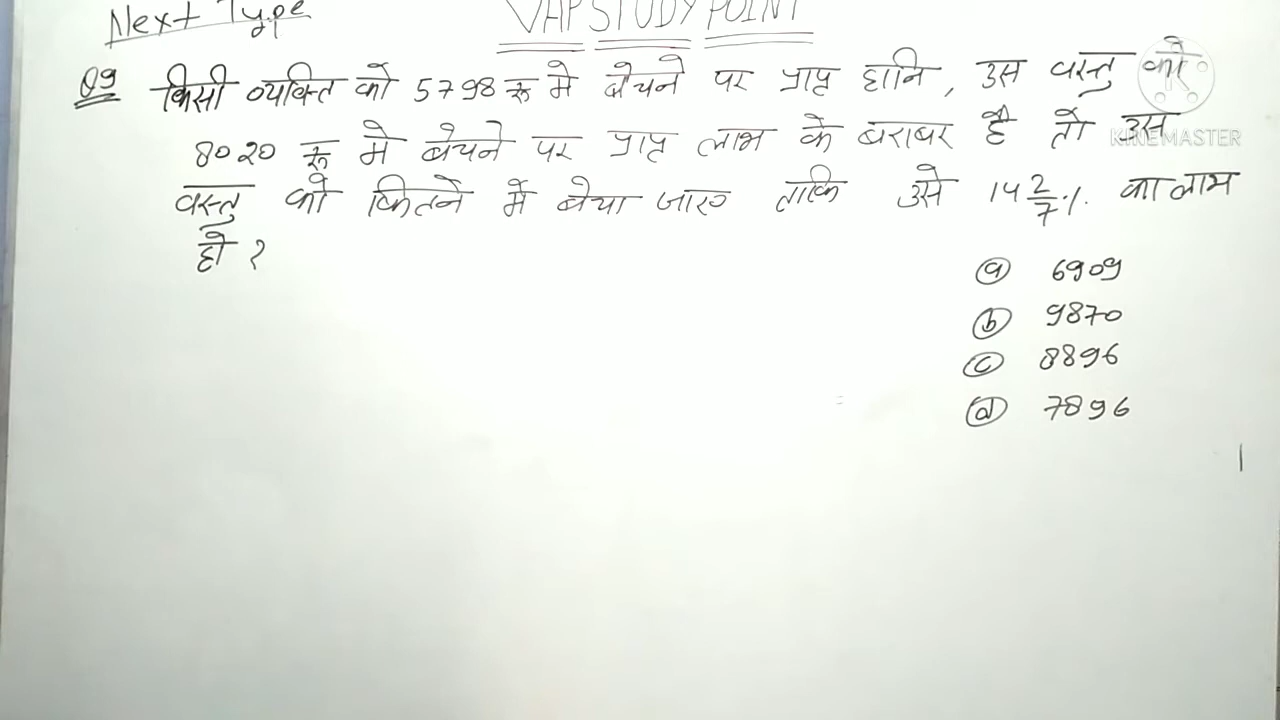 Next Type
VAP STUDY POINT
Q9 किसी व्यक्ति को 5798 रू मे बेचने पर प्राप्त हानि, उस वस्तु को
8020 रू मे बेचने पर प्राप्त लाभ के बराबर है तो उस
वस्तु को कितने में बेचा जाए ताकि उसे 14 2/7 % का लाभ
हो ?
(a) 6909
(b) 9870
(c) 8896
(d) 7896
KINEMASTER